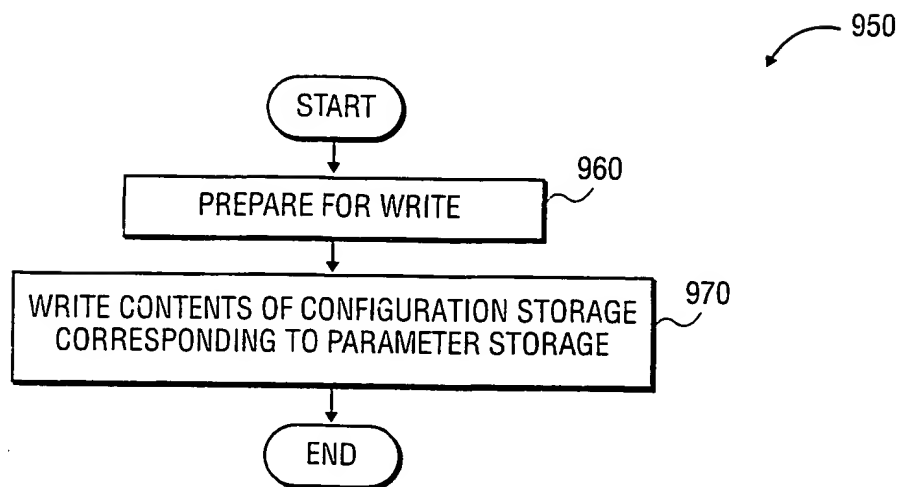 950
START
960
PREPARE FOR WRITE
970
WRITE CONTENTS OF CONFIGURATION STORAGE
CORRESPONDING TO PARAMETER STORAGE
END